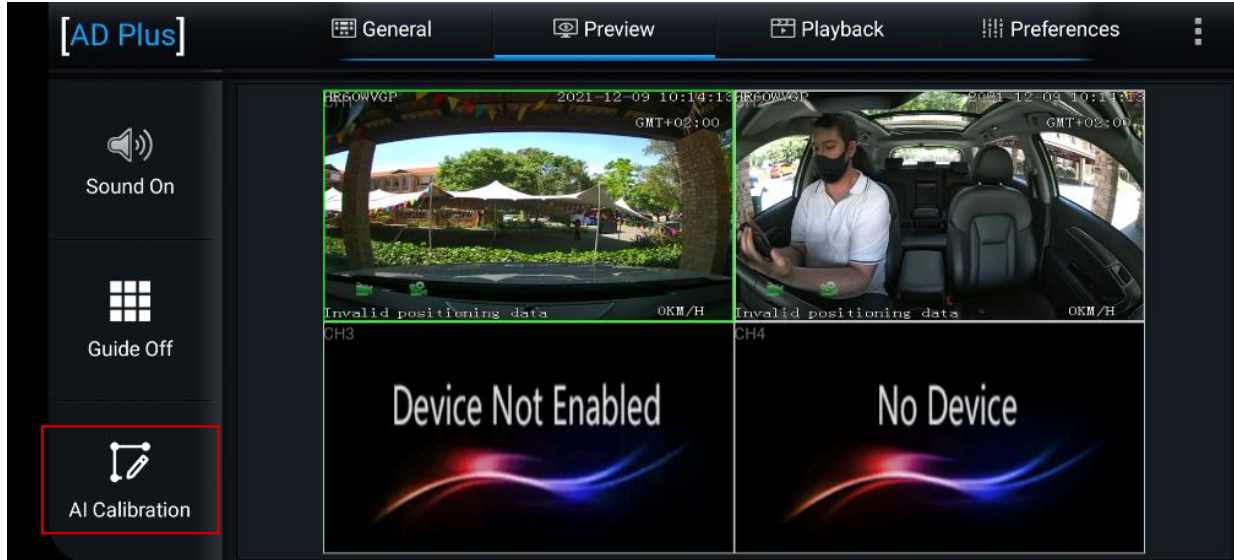 [AD Plus]
General
Preview
Playback
Preferences
Sound On
Guide Off
AI Calibration
CH1
2021-12-09 10:14:13
GMT+02:00
Invalid positioning data
0KM/H
GMT+02:00
Invalid positioning data
0KM/H
CH3
Device Not Enabled
CH4
No Device